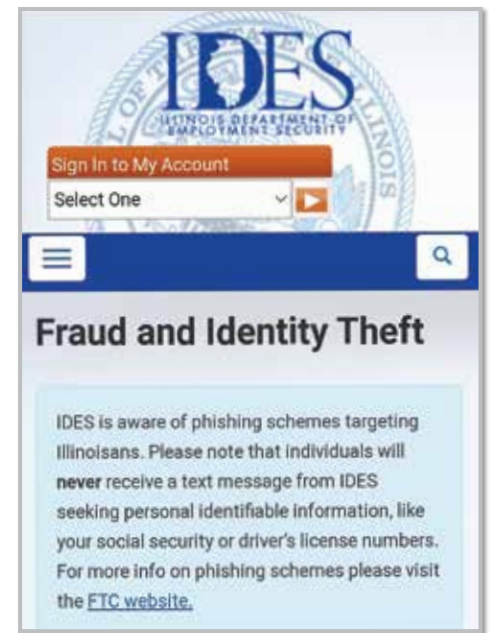 IDES
ILLINOIS DEPARTMENT OF
EMPLOYMENT SECURITY
Sign In to My Account
Select One
Fraud and Identity Theft
IDES is aware of phishing schemes targeting
Illinoisans. Please note that individuals will
never receive a text message from IDES
seeking personal identifiable information, like
your social security or driver's license numbers.
For more info on phishing schemes please visit
the FTC website.